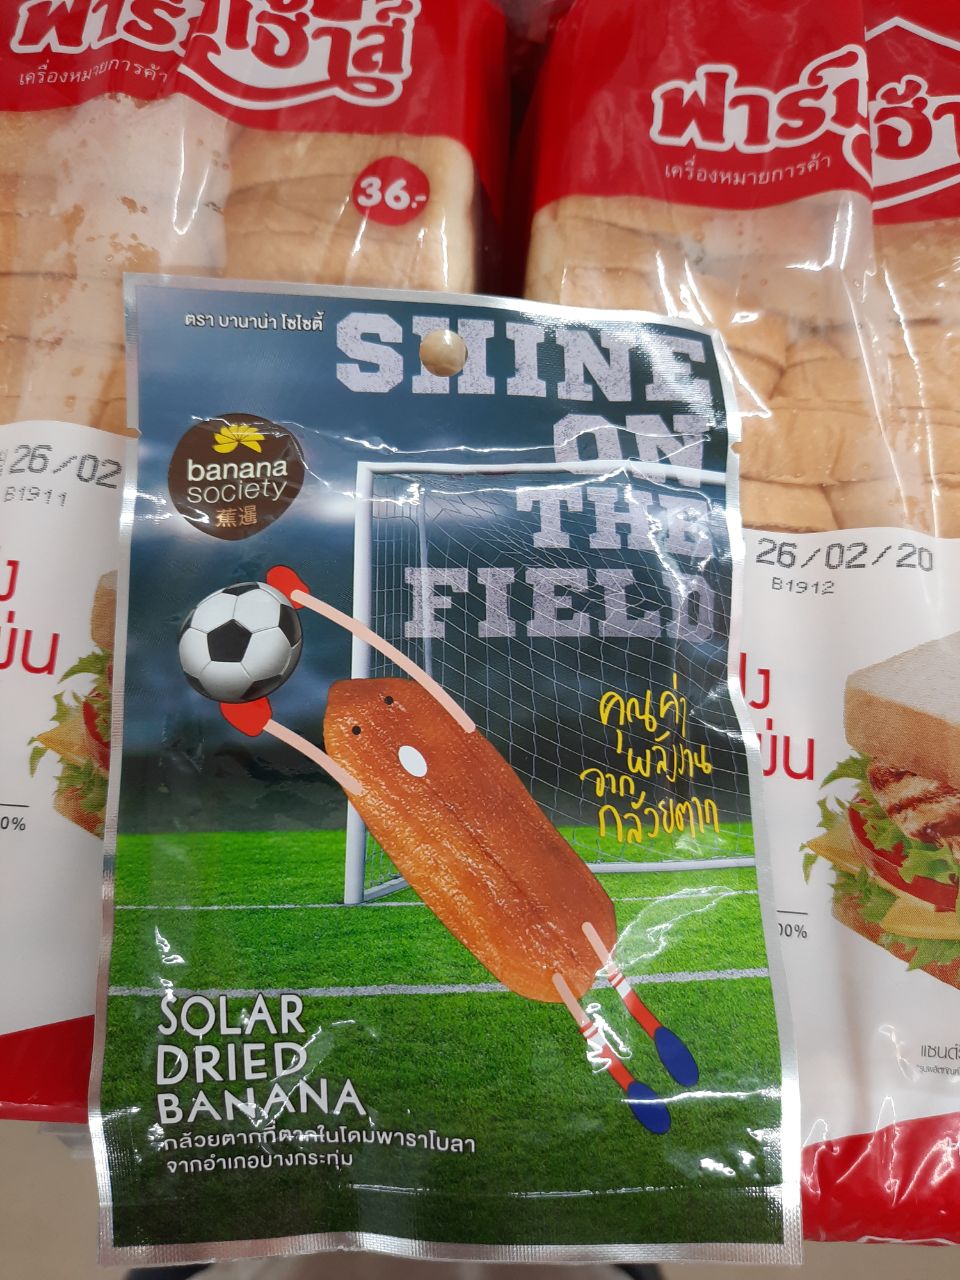 ฟาร์มเฮ้าส์
เครื่องหมายการค้า
36.-
ฟาร์ม
เครื่องหมายการค้า
26/02
B1911
26/02/20
B1912
ตรา บานาน่า โซไซตี้
SHINE
ON
THE
FIELD
banana
society
蕉暹
คุณค่า
พลังงาน
จาก
กล้วยตาก
SOLAR
DRIED
BANANA
กล้วยตากที่ตากในโดมพาราโบลา
จากอำเภอบางกระทุ่ม
0%
00%